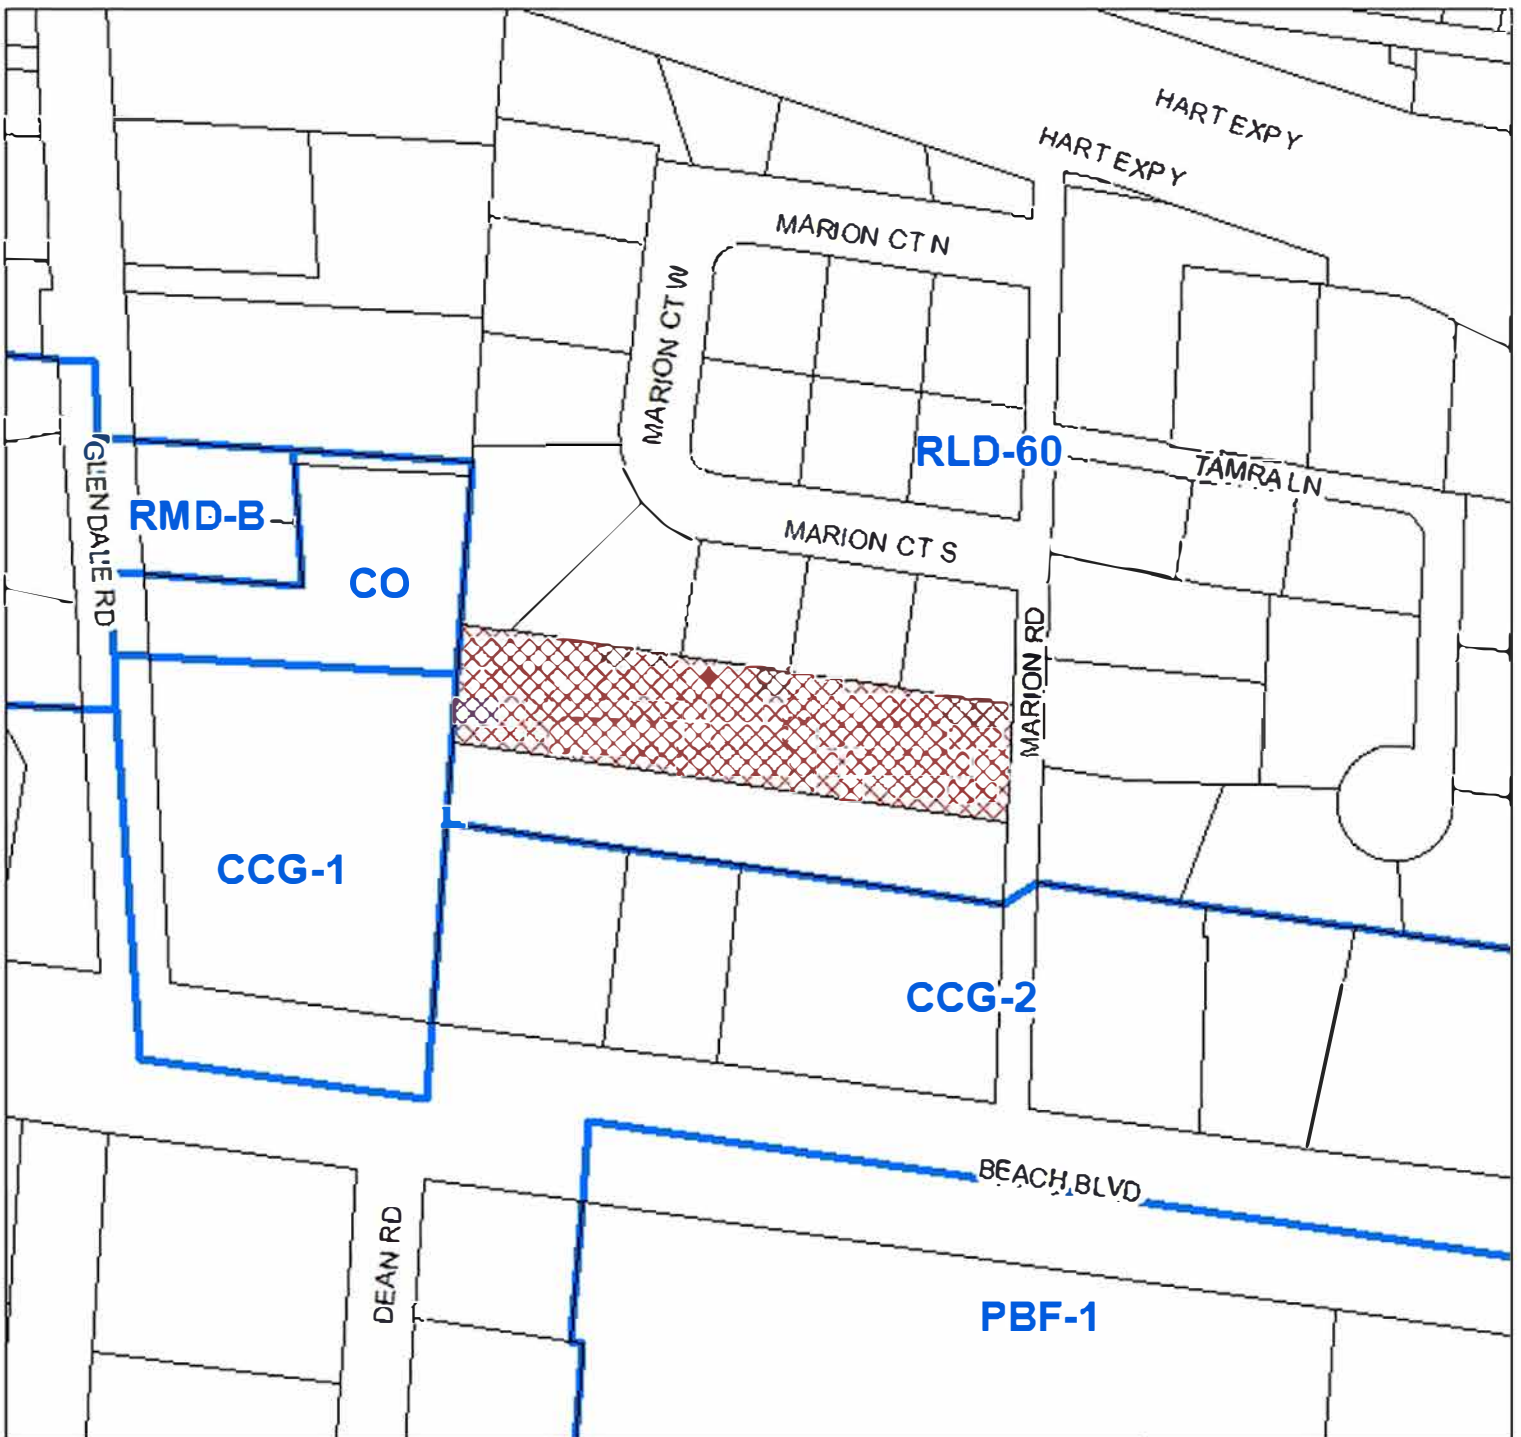 HART EXPY
HART EXPY
MARION CT N
MARION CT W
RLD-60
TAMRA LN
GLENDALE RD
RMD-B
MARION CT S
CO
MARION RD
CCG-1
CCG-2
BEACH BLVD
DEAN RD
PBF-1